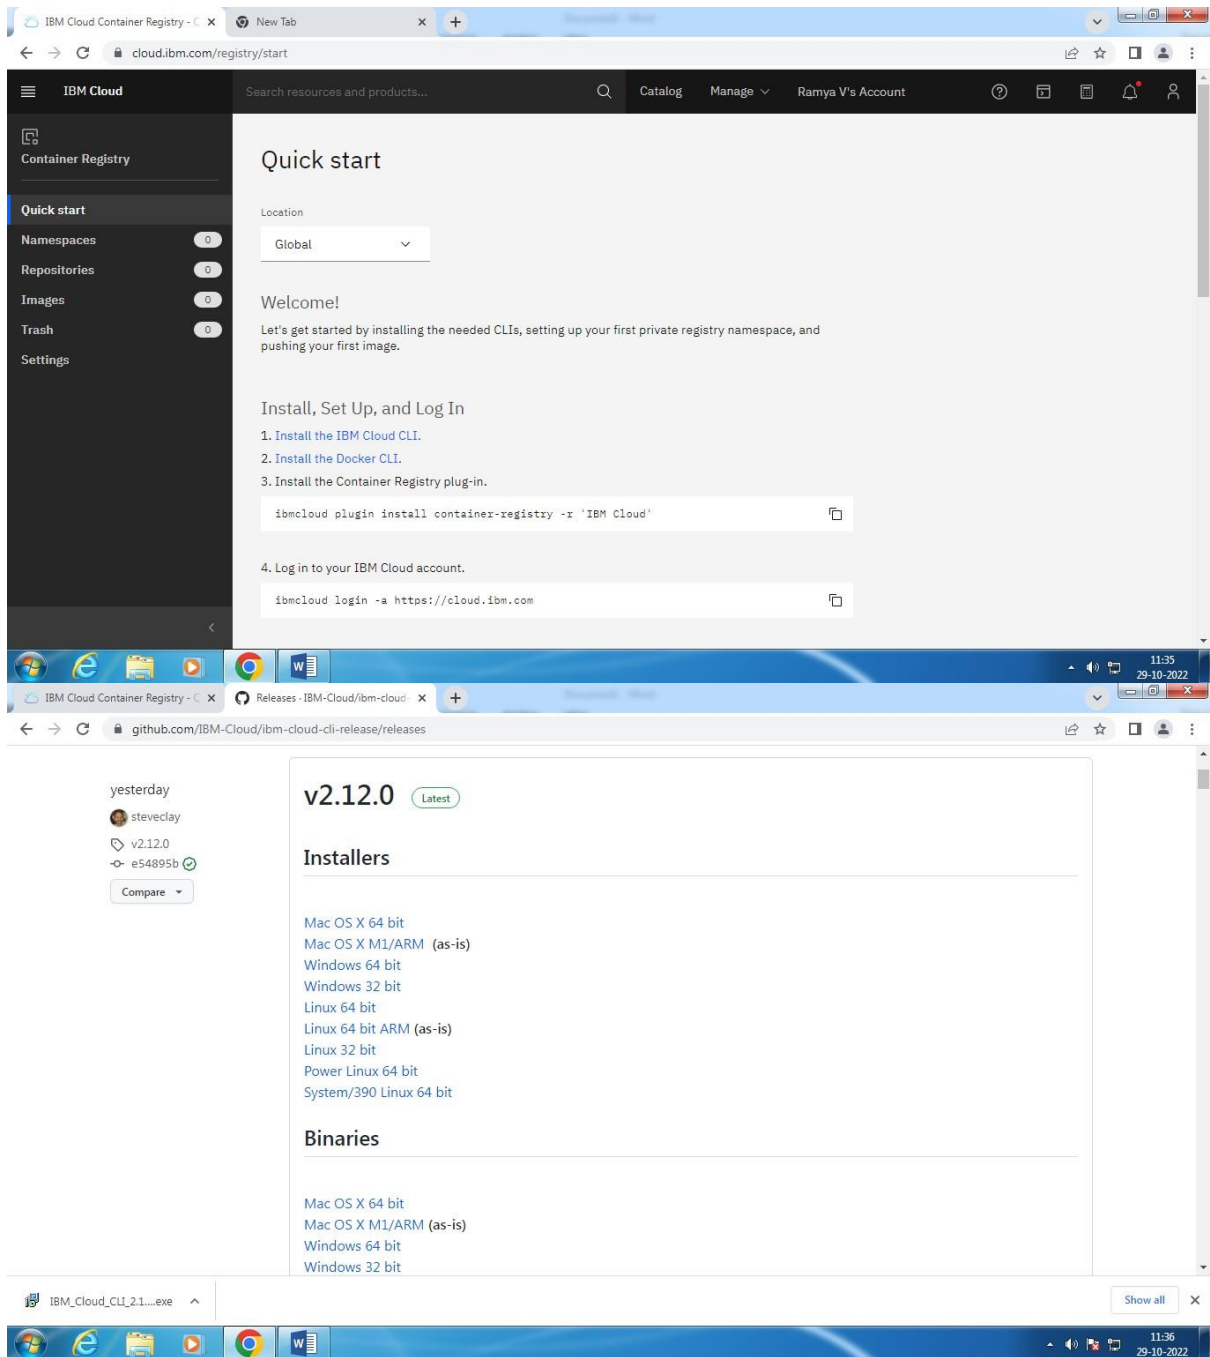 IBM Cloud Container Registry - C
New Tab
cloud.ibm.com/registry/start
IBM Cloud
Search resources and products...
Catalog
Manage
Ramya V's Account
Container Registry
Quick start
Namespaces 0
Repositories 0
Images 0
Trash 0
Settings
Quick start
Location
Global
Welcome!
Let's get started by installing the needed CLIs, setting up your first private registry namespace, and
pushing your first image.
Install, Set Up, and Log In
1. Install the IBM Cloud CLI.
2. Install the Docker CLI.
3. Install the Container Registry plug-in.
ibmcloud plugin install container-registry -r 'IBM Cloud'
4. Log in to your IBM Cloud account.
ibmcloud login -a https://cloud.ibm.com
11:35
29-10-2022
IBM Cloud Container Registry - C
Releases · IBM-Cloud/ibm-cloud-
github.com/IBM-Cloud/ibm-cloud-cli-release/releases
yesterday
steveclay
v2.12.0
e54895b
Compare
v2.12.0 Latest
Installers
Mac OS X 64 bit
Mac OS X M1/ARM (as-is)
Windows 64 bit
Windows 32 bit
Linux 64 bit
Linux 64 bit ARM (as-is)
Linux 32 bit
Power Linux 64 bit
System/390 Linux 64 bit
Binaries
Mac OS X 64 bit
Mac OS X M1/ARM (as-is)
Windows 64 bit
Windows 32 bit
IBM_Cloud_CLI_2.1....exe
Show all
11:36
29-10-2022